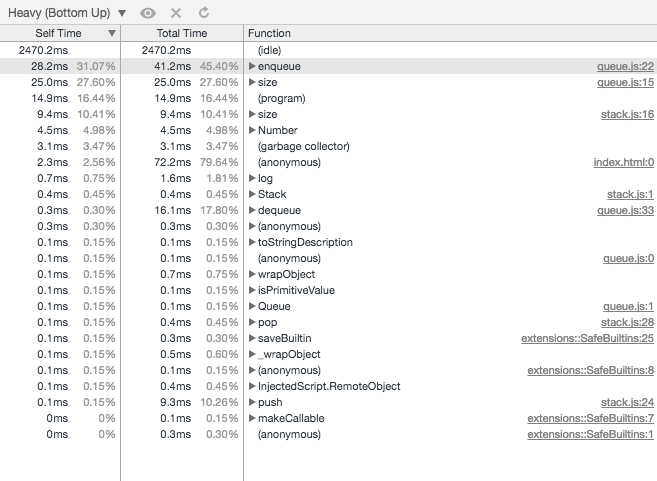 Heavy (Bottom Up) ▼
Self Time ▼ Total Time Function
2470.2ms 2470.2ms (idle)
28.2ms 31.07% 41.2ms 45.40% ▶ enqueue queue.js:22
25.0ms 27.60% 25.0ms 27.60% ▶ size queue.js:15
14.9ms 16.44% 14.9ms 16.44% (program)
9.4ms 10.41% 9.4ms 10.41% ▶ size stack.js:16
4.5ms 4.98% 4.5ms 4.98% ▶ Number
3.1ms 3.47% 3.1ms 3.47% (garbage collector)
2.3ms 2.56% 72.2ms 79.64% (anonymous) index.html:0
0.7ms 0.75% 1.6ms 1.81% ▶ log
0.4ms 0.45% 0.4ms 0.45% ▶ Stack stack.js:1
0.3ms 0.30% 16.1ms 17.80% ▶ dequeue queue.js:33
0.3ms 0.30% 0.3ms 0.30% ▶ (anonymous)
0.1ms 0.15% 0.1ms 0.15% ▶ toStringDescription
0.1ms 0.15% 0.1ms 0.15% (anonymous) queue.js:0
0.1ms 0.15% 0.7ms 0.75% ▶ wrapObject
0.1ms 0.15% 0.1ms 0.15% ▶ isPrimitiveValue
0.1ms 0.15% 0.1ms 0.15% ▶ Queue queue.js:1
0.1ms 0.15% 0.4ms 0.45% ▶ pop stack.js:28
0.1ms 0.15% 0.3ms 0.30% ▶ saveBuiltin extensions::SafeBuiltins:25
0.1ms 0.15% 0.5ms 0.60% ▶ _wrapObject
0.1ms 0.15% 0.1ms 0.15% ▶ (anonymous) extensions::SafeBuiltins:8
0.1ms 0.15% 0.4ms 0.45% ▶ InjectedScript.RemoteObject
0.1ms 0.15% 9.3ms 10.26% ▶ push stack.js:24
0ms 0% 0.1ms 0.15% ▶ makeCallable extensions::SafeBuiltins:7
0ms 0% 0.3ms 0.30% (anonymous) extensions::SafeBuiltins:1